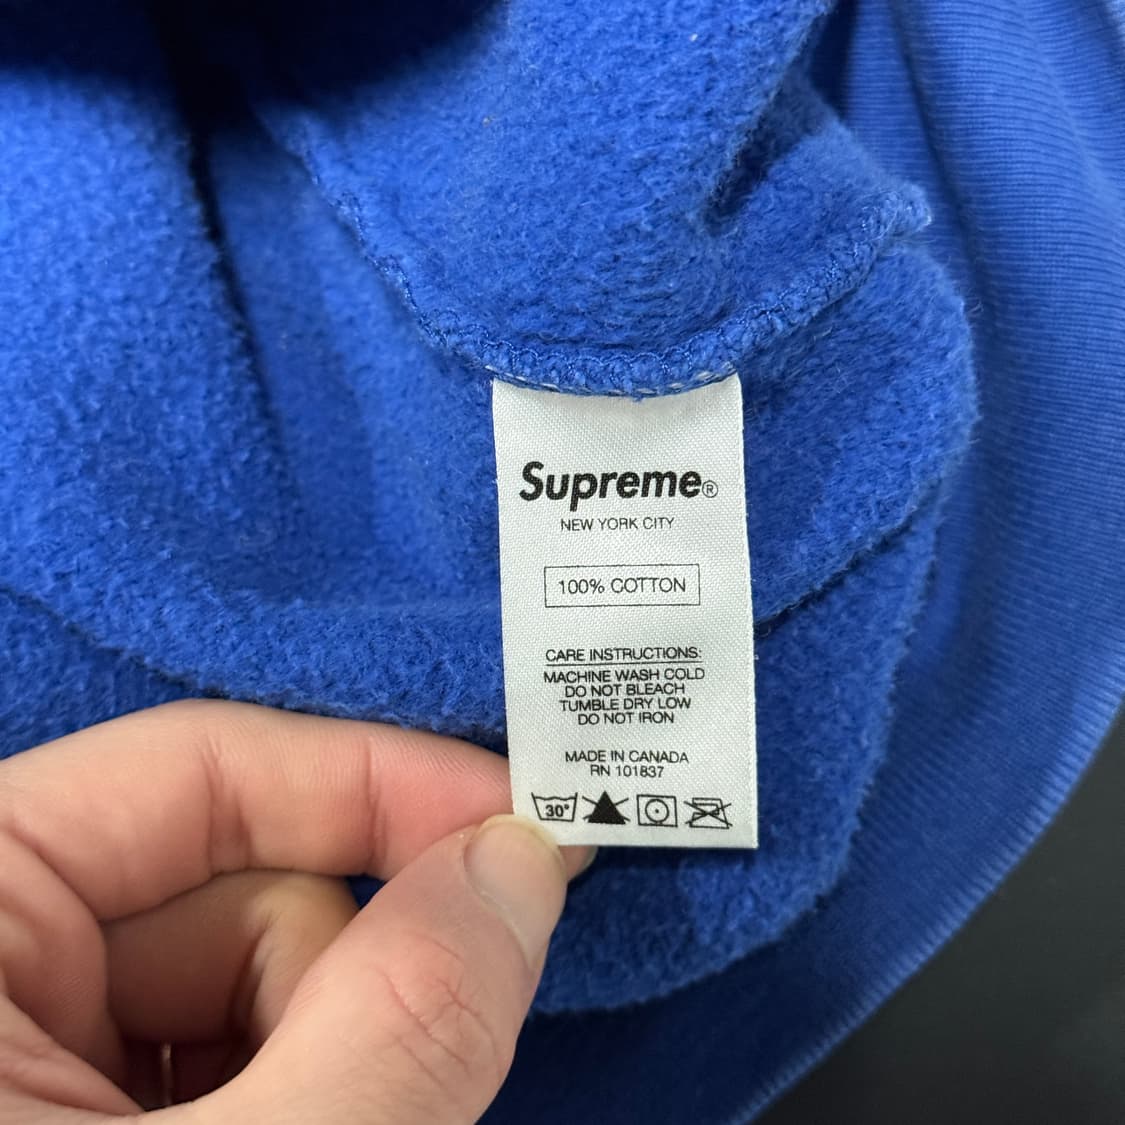 Supreme®
NEW YORK CITY
100% COTTON
CARE INSTRUCTIONS:
MACHINE WASH COLD
DO NOT BLEACH
TUMBLE DRY LOW
DO NOT IRON
MADE IN CANADA
RN 101837
30°